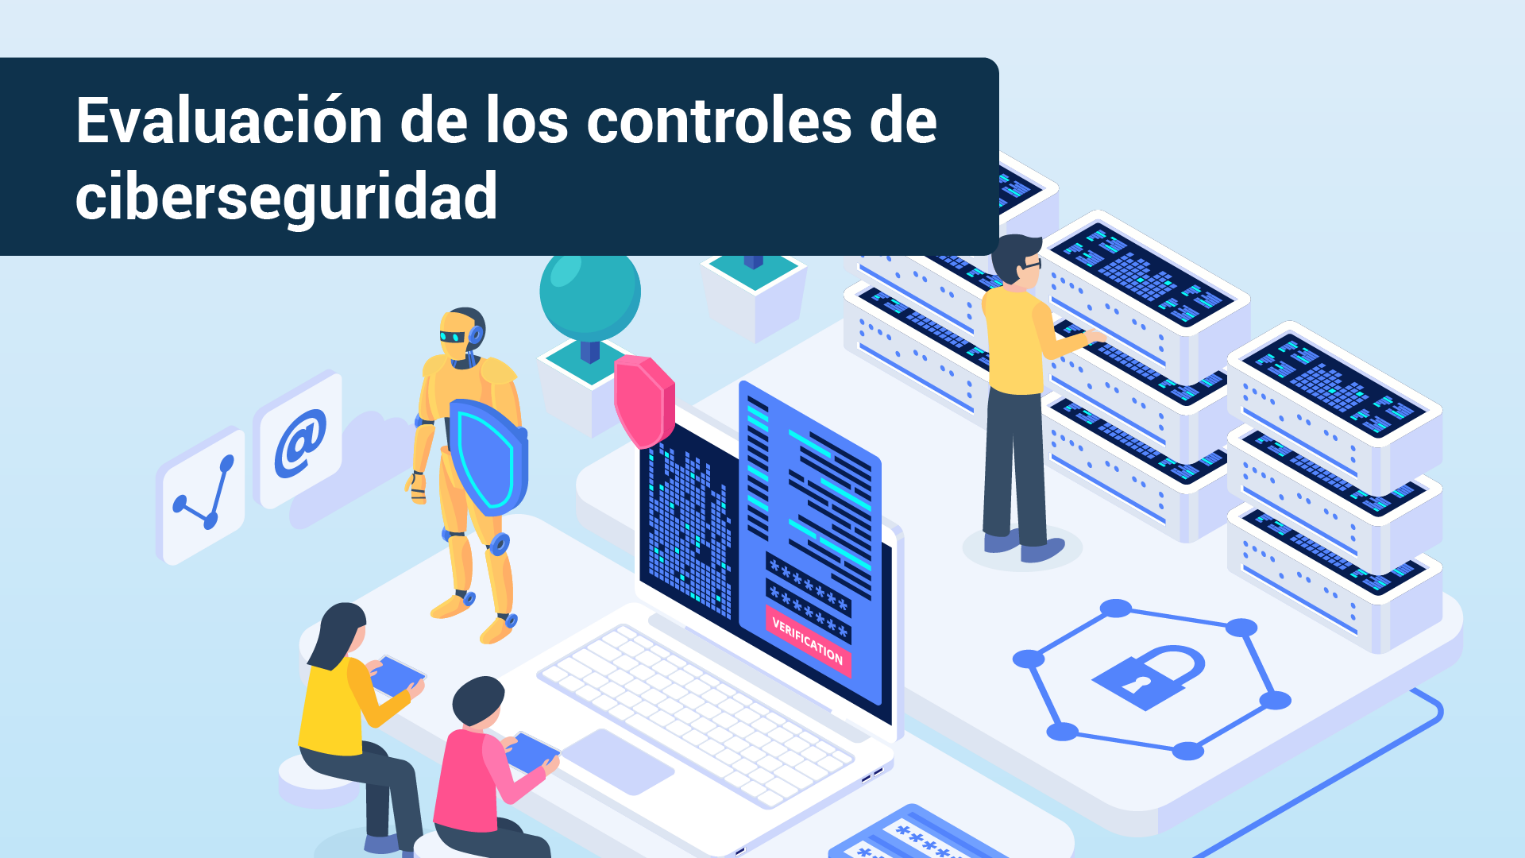 Evaluación de los controles de
ciberseguridad
@
*******
*******
VERIFICATION